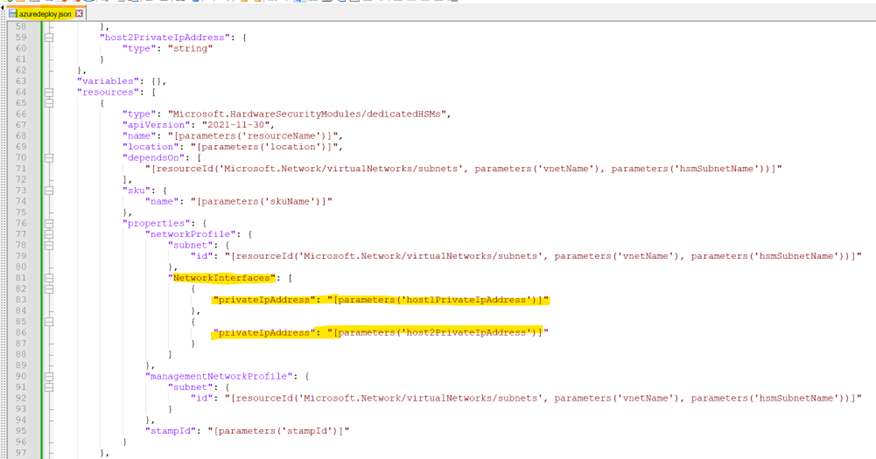 azuredeploy.json
58 },
59 "host2PrivateIpAddress": {
60 "type": "string"
61 }
62 },
63 "variables": {},
64 "resources": [
65 {
66 "type": "Microsoft.HardwareSecurityModules/dedicatedHSMs",
67 "apiVersion": "2021-11-30",
68 "name": "[parameters('resourceName')]",
69 "location": "[parameters('location')]",
70 "dependsOn": [
71 "[resourceId('Microsoft.Network/virtualNetworks/subnets', parameters('vnetName'), parameters('hsmSubnetName'))]"
72 ],
73 "sku": {
74 "name": "[parameters('skuName')]"
75 },
76 "properties": {
77 "networkProfile": {
78 "subnet": {
79 "id": "[resourceId('Microsoft.Network/virtualNetworks/subnets', parameters('vnetName'), parameters('hsmSubnetName'))]"
80 },
81 "NetworkInterfaces": [
82 {
83 "privateIpAddress": "[parameters('host1PrivateIpAddress')]"
84 },
85 {
86 "privateIpAddress": "[parameters('host2PrivateIpAddress')]"
87 }
88 ]
89 },
90 "managementNetworkProfile": {
91 "subnet": {
92 "id": "[resourceId('Microsoft.Network/virtualNetworks/subnets', parameters('vnetName'), parameters('hsmSubnetName'))]"
93 }
94 },
95 "stampId": "[parameters('stampId')]"
96 }
97 },